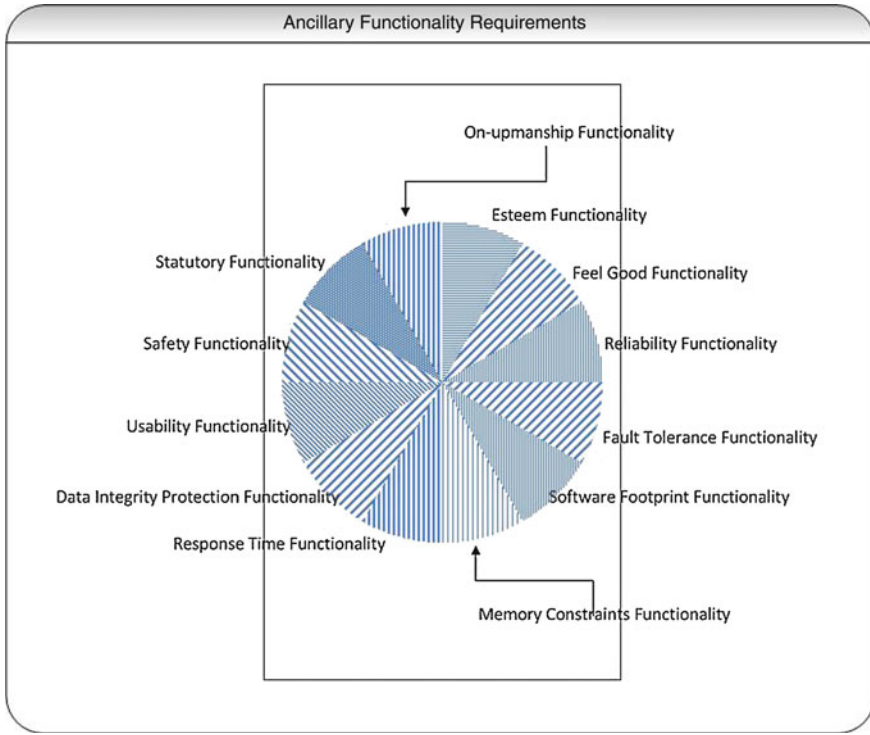 Ancillary Functionality Requirements
On-upmanship Functionality
Esteem Functionality
Statutory Functionality
Feel Good Functionality
Safety Functionality
Reliability Functionality
Usability Functionality
Fault Tolerance Functionality
Data Integrity Protection Functionality
Software Footprint Functionality
Response Time Functionality
Memory Constraints Functionality